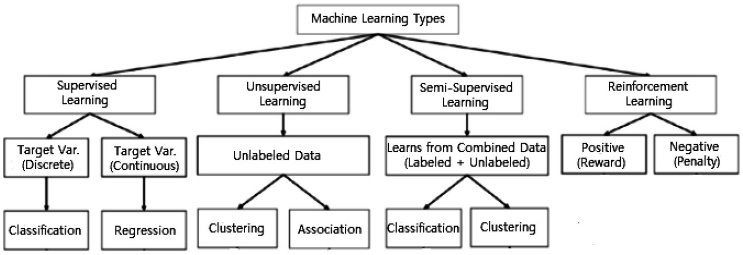 Machine Learning Types
Supervised
Learning
Unsupervised
Learning
Semi-Supervised
Learning
Reinforcement
Learning
Target Var.
(Discrete)
Target Var.
(Continuous)
Unlabeled Data
Learns from Combined Data
(Labeled + Unlabeled)
Positive
(Reward)
Negative
(Penalty)
Classification
Regression
Clustering
Association
Classification
Clustering